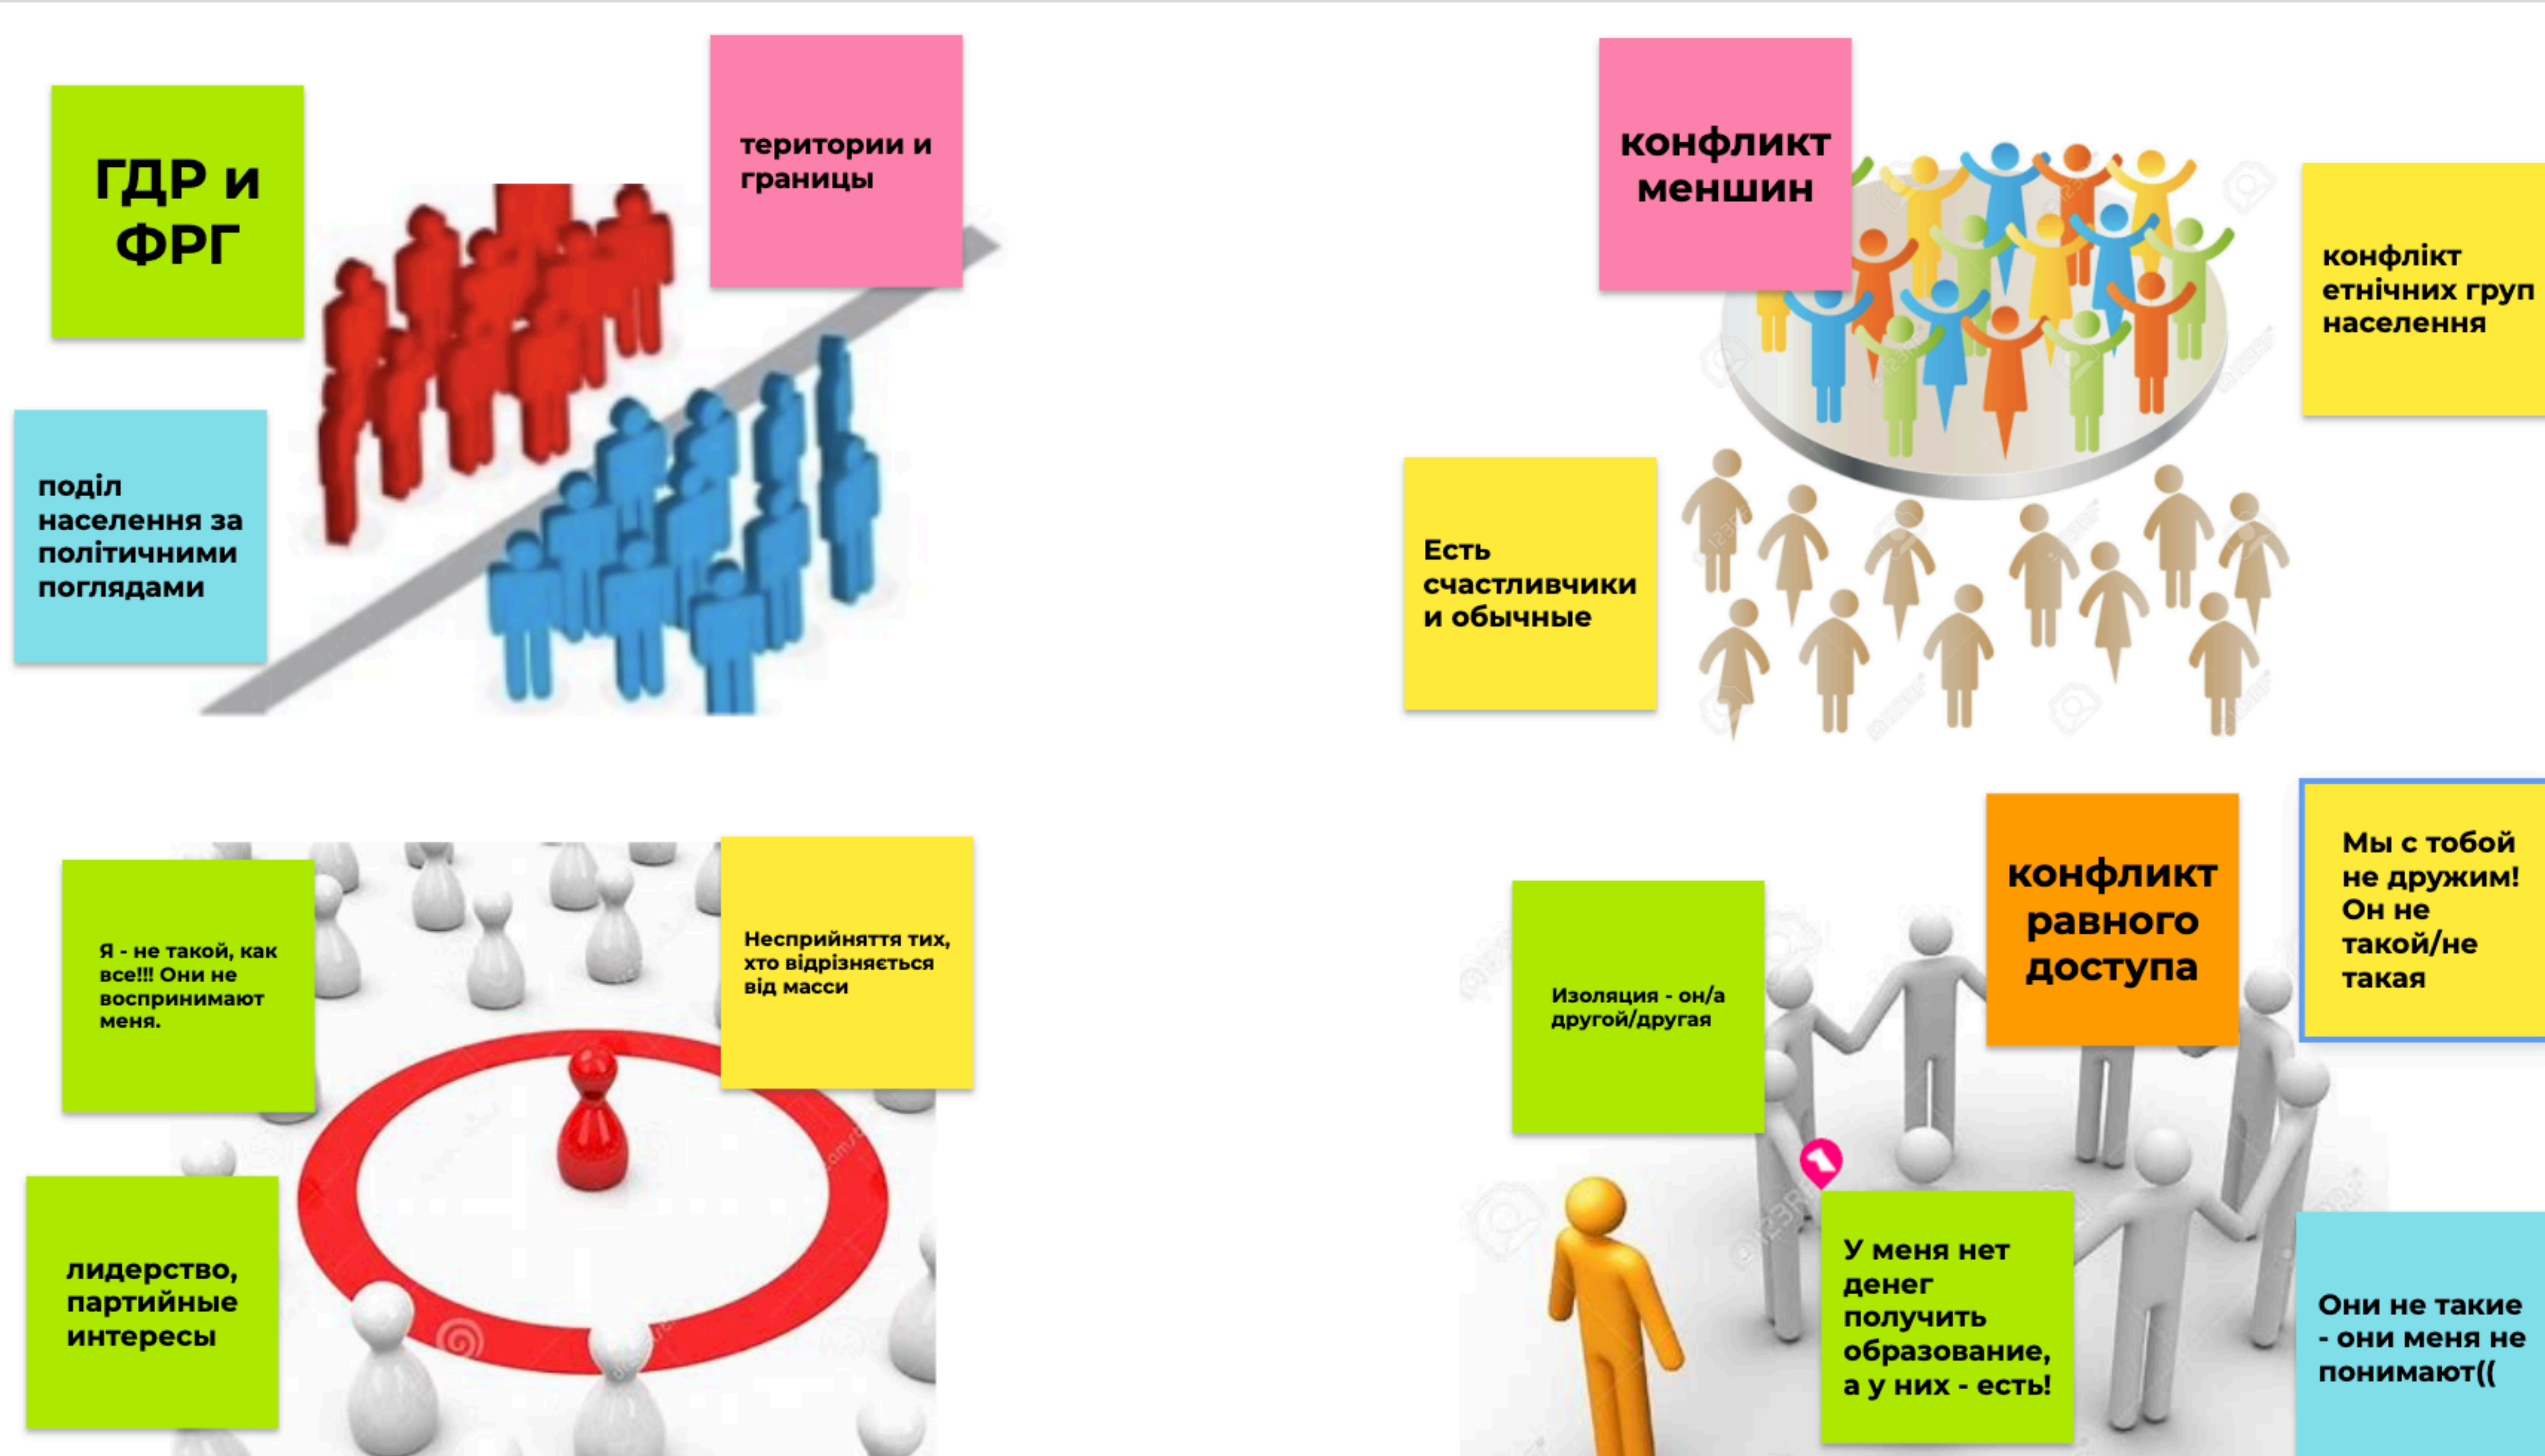 ГДР и
ФРГ
територии и
границы
поділ
населення за
політичними
поглядами
конфликт
меншин
конфлікт
етнічних груп
населення
Есть
счастливчики
и обычные
Я - не такой, как
все!!! Они не
воспринимают
меня.
Несприйняття тих,
хто відрізняється
від масси
лидерство,
партийные
интересы
Изоляция - он/а
другой/другая
конфликт
равного
доступа
Мы с тобой
не дружим!
Он не
такой/не
такая
У меня нет
денег
получить
образование,
а у них - есть!
Они не такие
- они меня не
понимают((